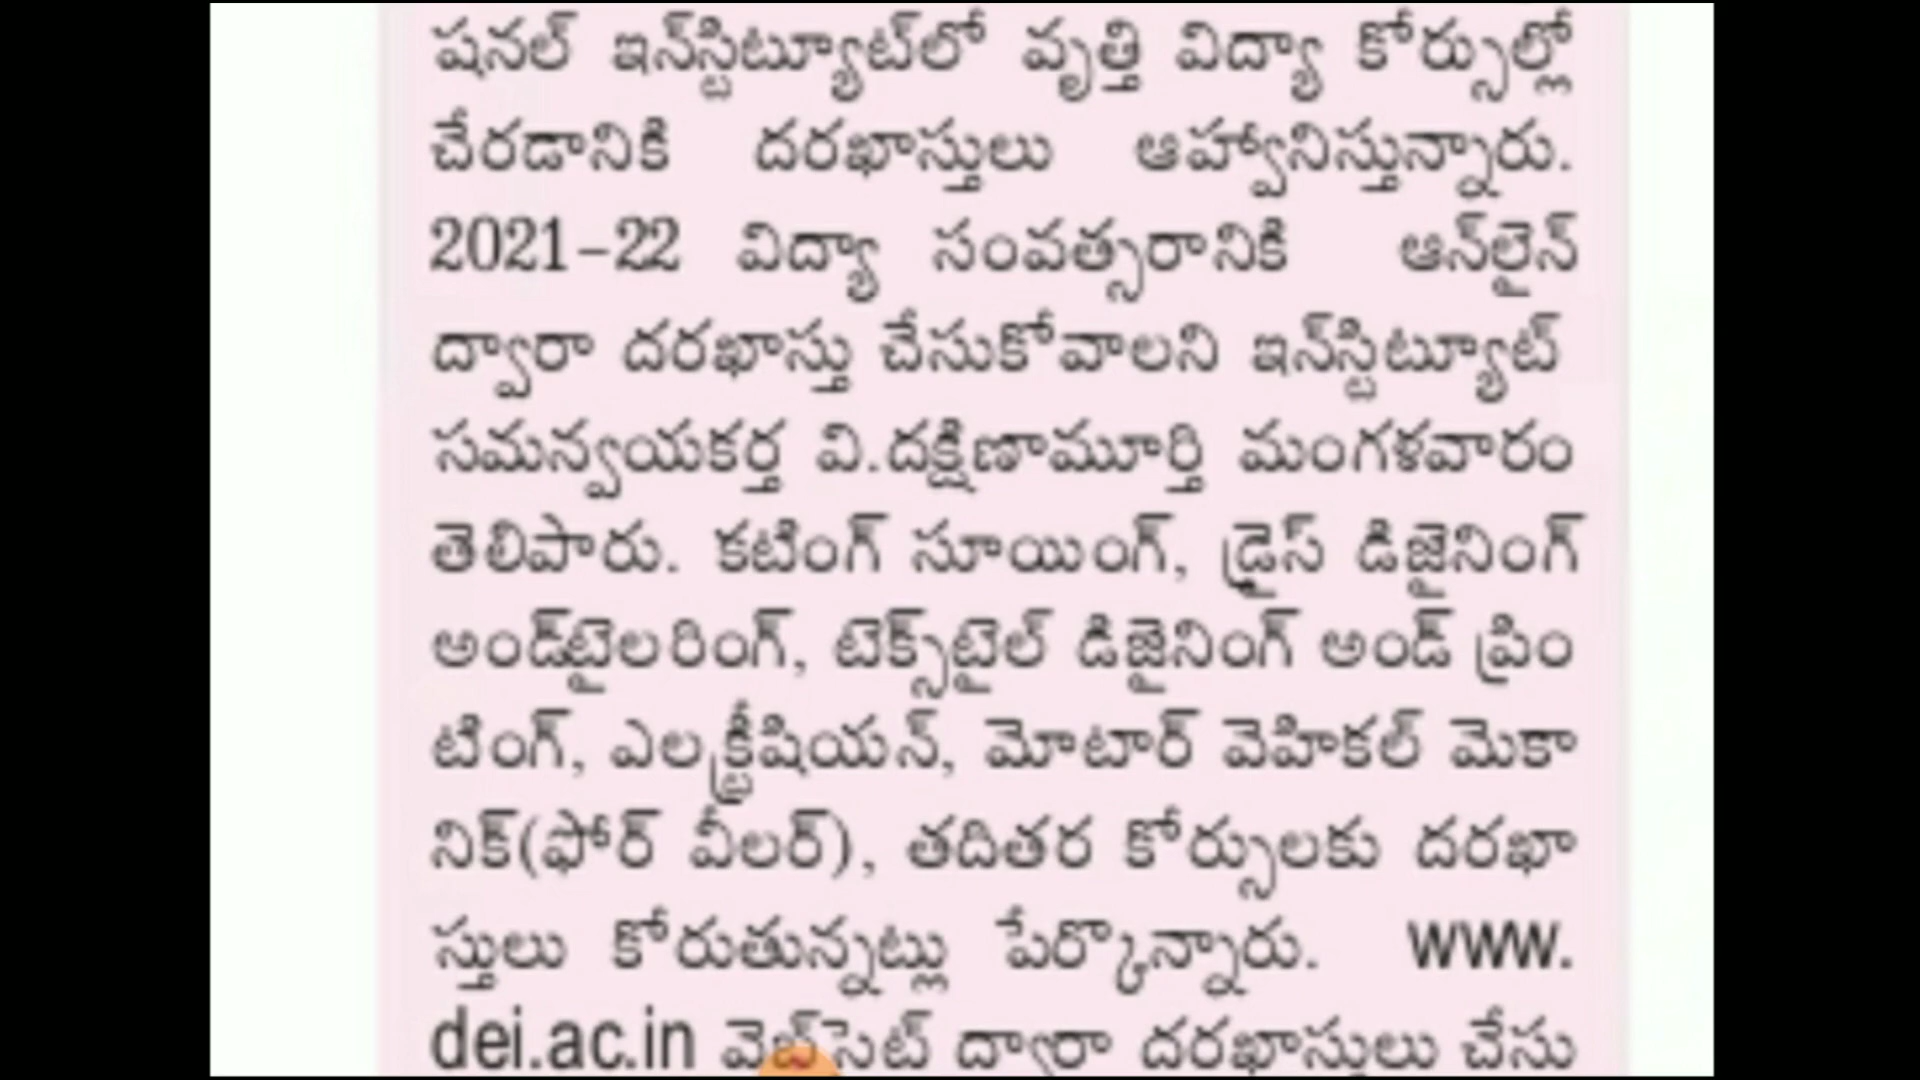 షనల్ ఇన్‌స్టిట్యూట్‌లో వృత్తి విద్యా కోర్సుల్లో
చేరడానికి దరఖాస్తులు ఆహ్వానిస్తున్నారు.
2021-22 విద్యా సంవత్సరానికి ఆన్‌లైన్
ద్వారా దరఖాస్తు చేసుకోవాలని ఇన్‌స్టిట్యూట్
సమన్వయకర్త వి.దక్షిణామూర్తి మంగళవారం
తెలిపారు. కటింగ్ సూయింగ్, డ్రైస్ డిజైనింగ్
అండ్‌టైలరింగ్, టెక్స్‌టైల్ డిజైనింగ్ అండ్ ప్రిం
టింగ్, ఎలక్ట్రీషియన్, మోటార్ వెహికల్ మెకా
నిక్(ఫోర్ వీలర్), తదితర కోర్సులకు దరఖా
స్తులు కోరుతున్నట్లు పేర్కొన్నారు. www.
dei.ac.in వెబ్‌సైట్ ద్వారా దరఖాస్తులు చేసు